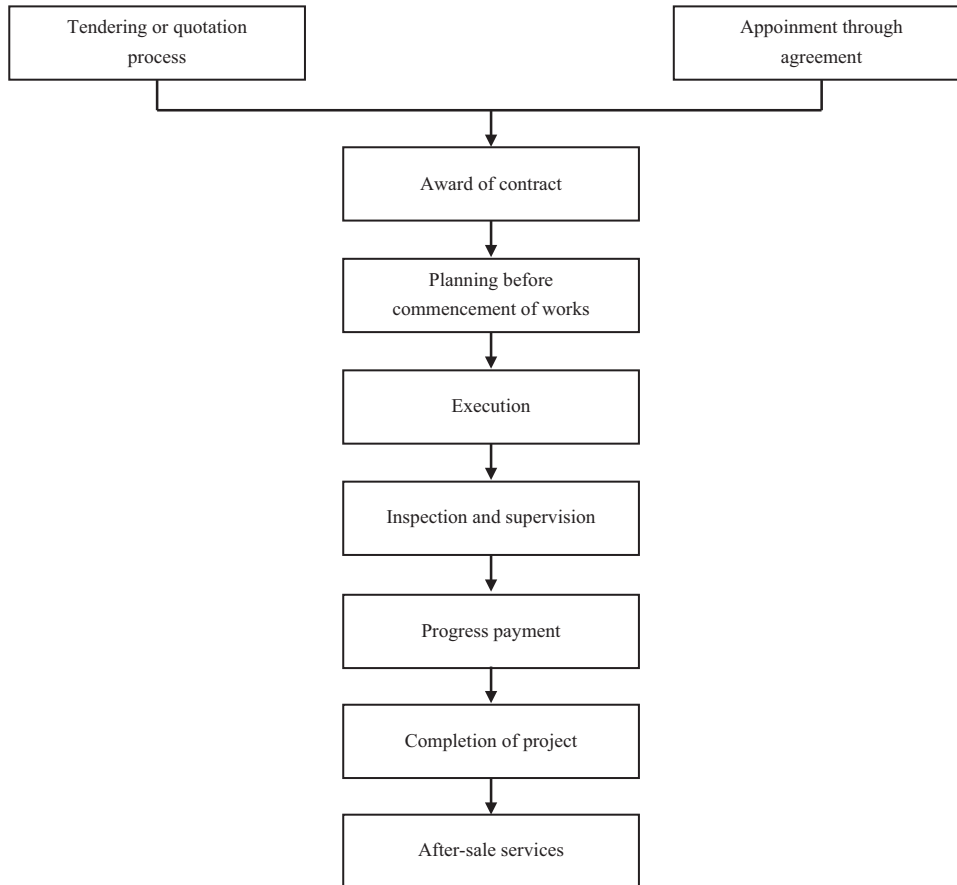 Tendering or quotation
process
Appoinment through
agreement
Award of contract
Planning before
commencement of works
Execution
Inspection and supervision
Progress payment
Completion of project
After-sale services